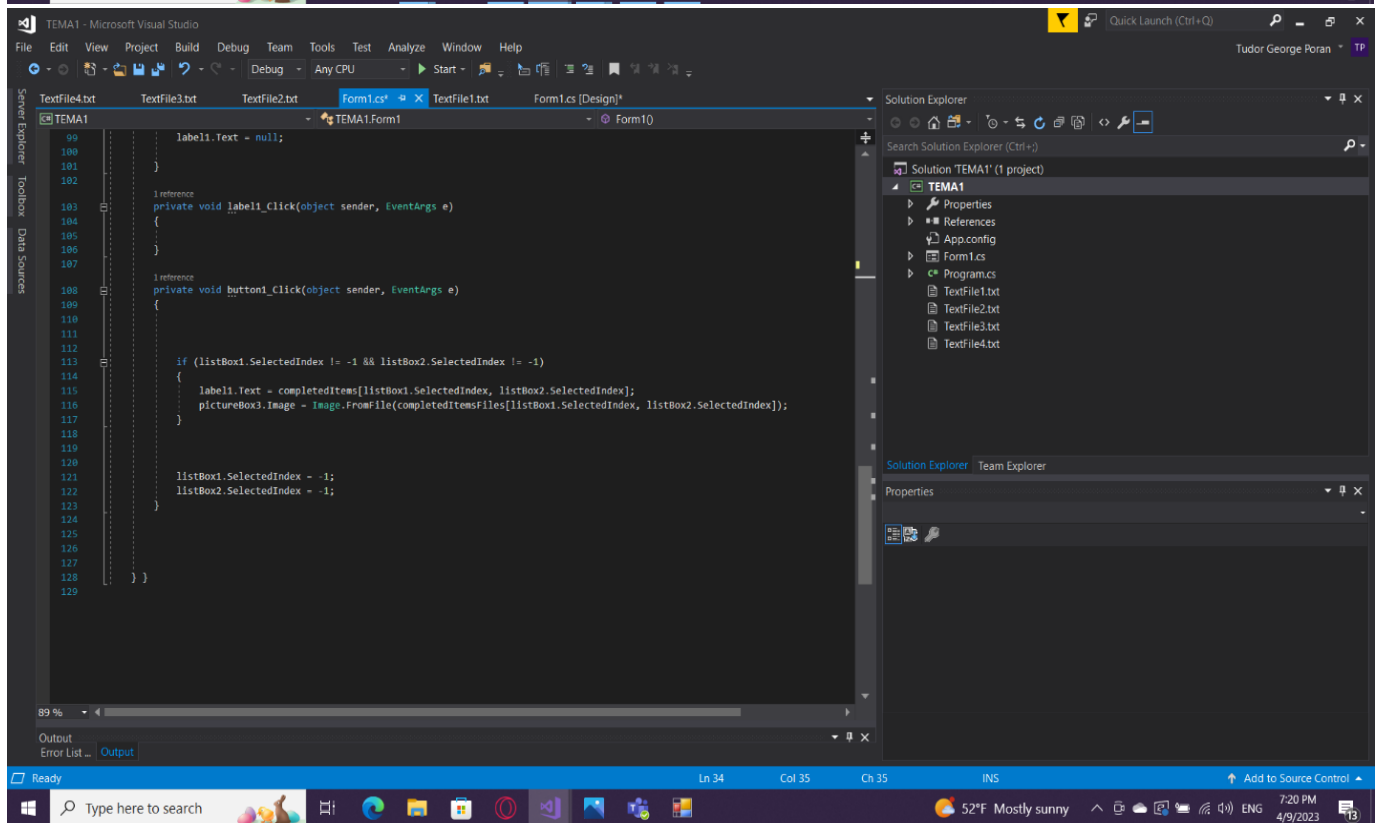 TEMA1 - Microsoft Visual Studio
Quick Launch (Ctrl+Q)
File Edit View Project Build Debug Team Tools Test Analyze Window Help
Tudor George Poran TP
Debug Any CPU Start
Server Explorer
Toolbox
Data Sources
TextFile4.txt TextFile3.txt TextFile2.txt Form1.cs* TextFile1.txt Form1.cs [Design]*
C# TEMA1 TEMA1.Form1 Form1()
99 label1.Text = null;
100
101 }
102
1 reference
103 private void label1_Click(object sender, EventArgs e)
104 {
105
106 }
107
1 reference
108 private void button1_Click(object sender, EventArgs e)
109 {
110
111
112
113 if (listBox1.SelectedIndex != -1 && listBox2.SelectedIndex != -1)
114 {
115 label1.Text = completedItems[listBox1.SelectedIndex, listBox2.SelectedIndex];
116 pictureBox3.Image = Image.FromFile(completedItemsFiles[listBox1.SelectedIndex, listBox2.SelectedIndex]);
117 }
118
119
120
121 listBox1.SelectedIndex = -1;
122 listBox2.SelectedIndex = -1;
123 }
124
125
126
127
128 } }
129
89 %
Output
Error List ... Output
Solution Explorer
Search Solution Explorer (Ctrl+;)
Solution 'TEMA1' (1 project)
C# TEMA1
Properties
References
App.config
Form1.cs
C# Program.cs
TextFile1.txt
TextFile2.txt
TextFile3.txt
TextFile4.txt
Solution Explorer Team Explorer
Properties
Ready Ln 34 Col 35 Ch 35 INS Add to Source Control
Type here to search 52°F Mostly sunny ENG 7:20 PM
4/9/2023 13